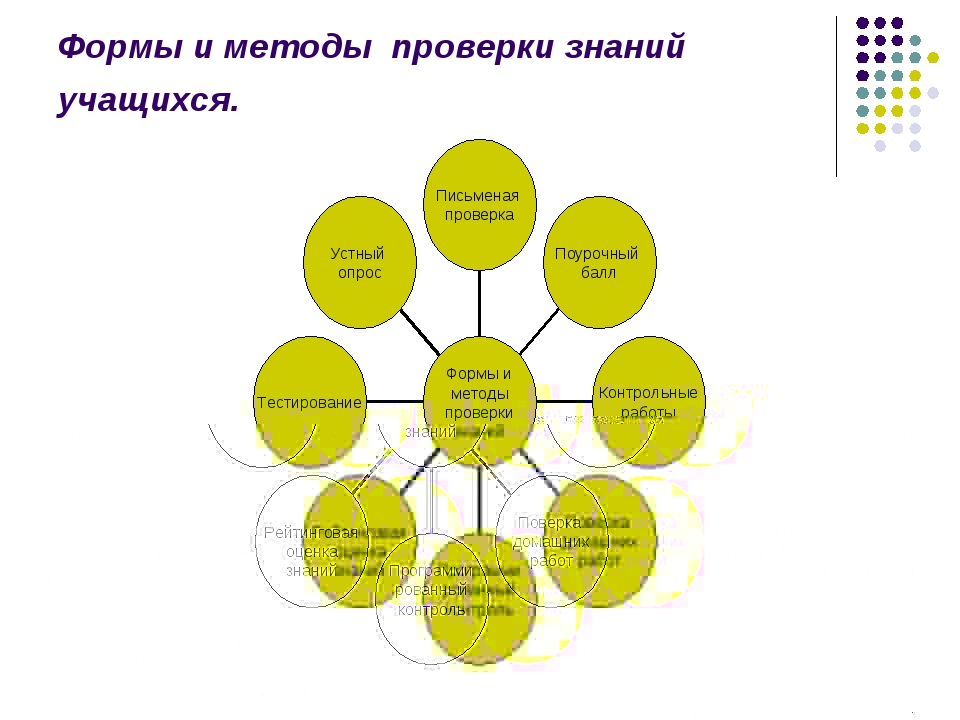 Формы и методы  проверки знаний
учащихся.
Письменая
проверка
Устный
опрос
Поурочный
балл
Тестирование
Формы и
методы
проверки
знаний
Контрольные
работы
Рейтинговая
оценка
знаний
Поверка
домашних
работ
Программи
рованный
контроль